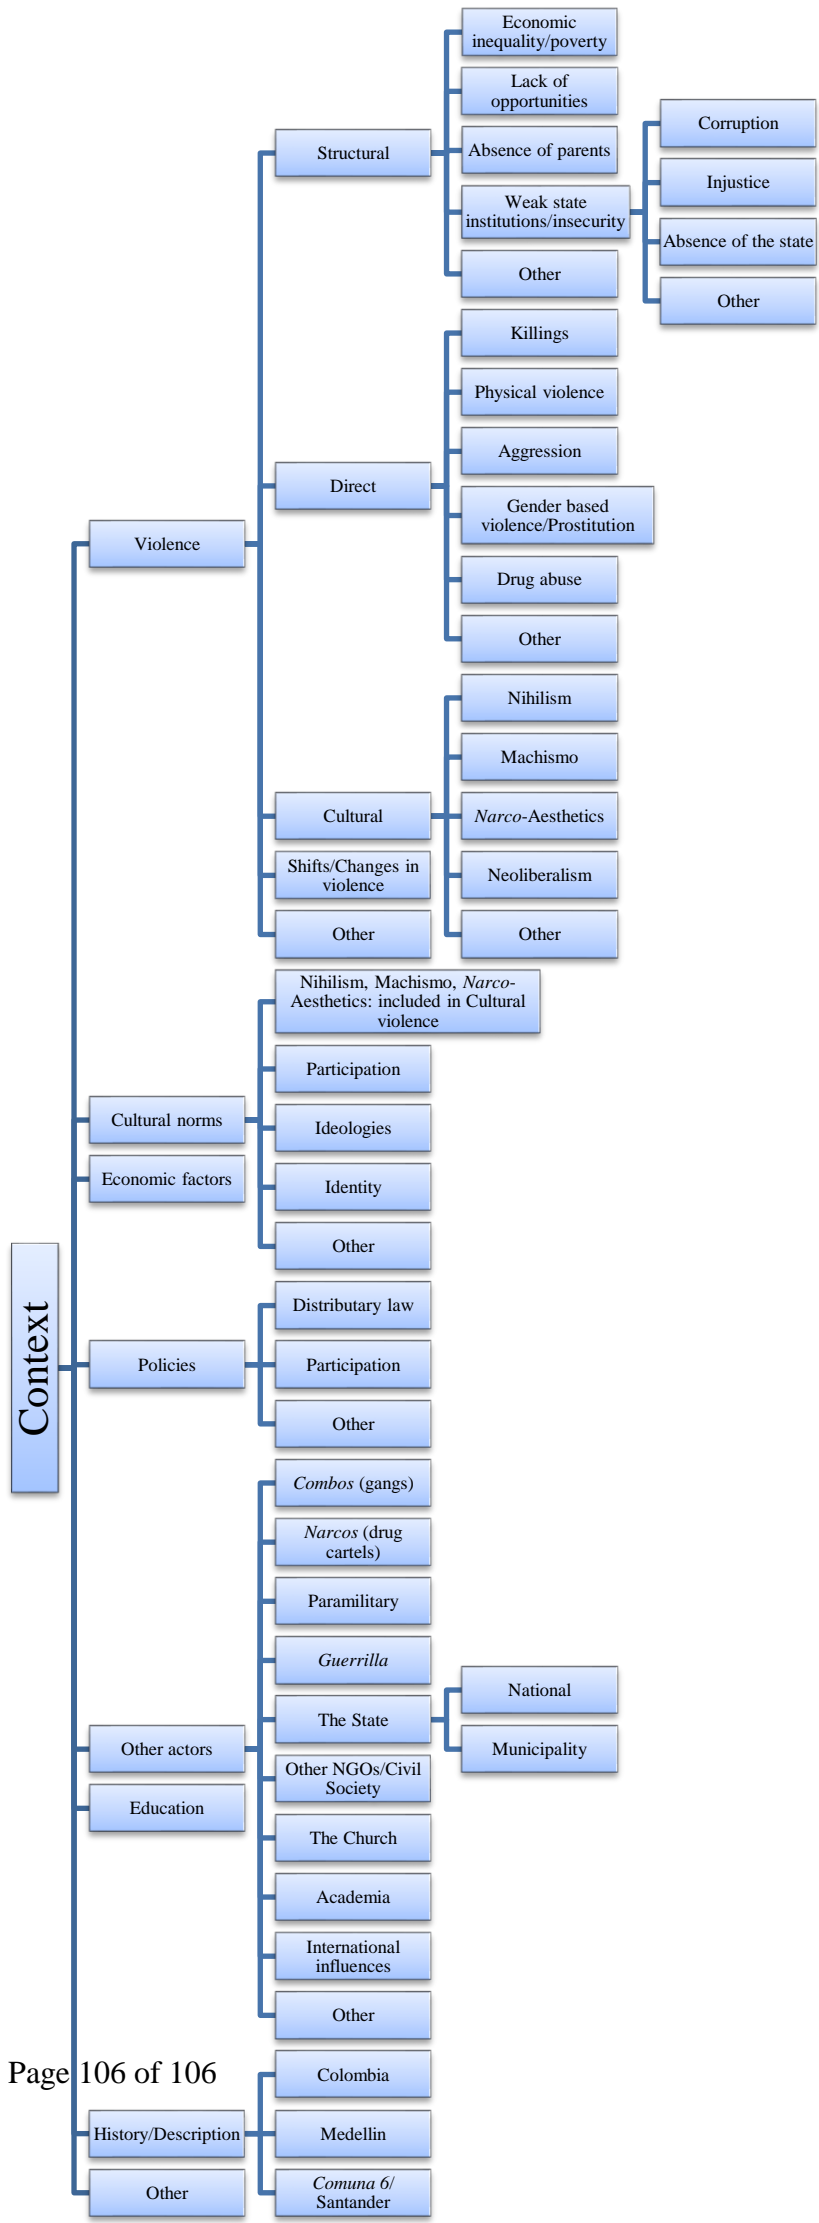 Economic
inequality/poverty
Lack of
opportunities
Corruption
Structural
Absence of parents
Injustice
Weak state
institutions/insecurity
Absence of the state
Other
Other
Killings
Physical violence
Aggression
Direct
Gender based
violence/Prostitution
Violence
Drug abuse
Other
Nihilism
Machismo
Cultural
Narco-Aesthetics
Shifts/Changes in
violence
Neoliberalism
Other
Other
Nihilism, Machismo, Narco-
Aesthetics: included in Cultural
violence
Participation
Cultural norms
Ideologies
Economic factors
Identity
Other
Context
Distributary law
Policies
Participation
Other
Combos (gangs)
Narcos (drug
cartels)
Paramilitary
Guerrilla
National
The State
Other actors
Municipality
Other NGOs/Civil
Society
Education
The Church
Academia
International
influences
Other
Page 106 of 106
Colombia
History/Description
Medellin
Other
Comuna 6/
Santander